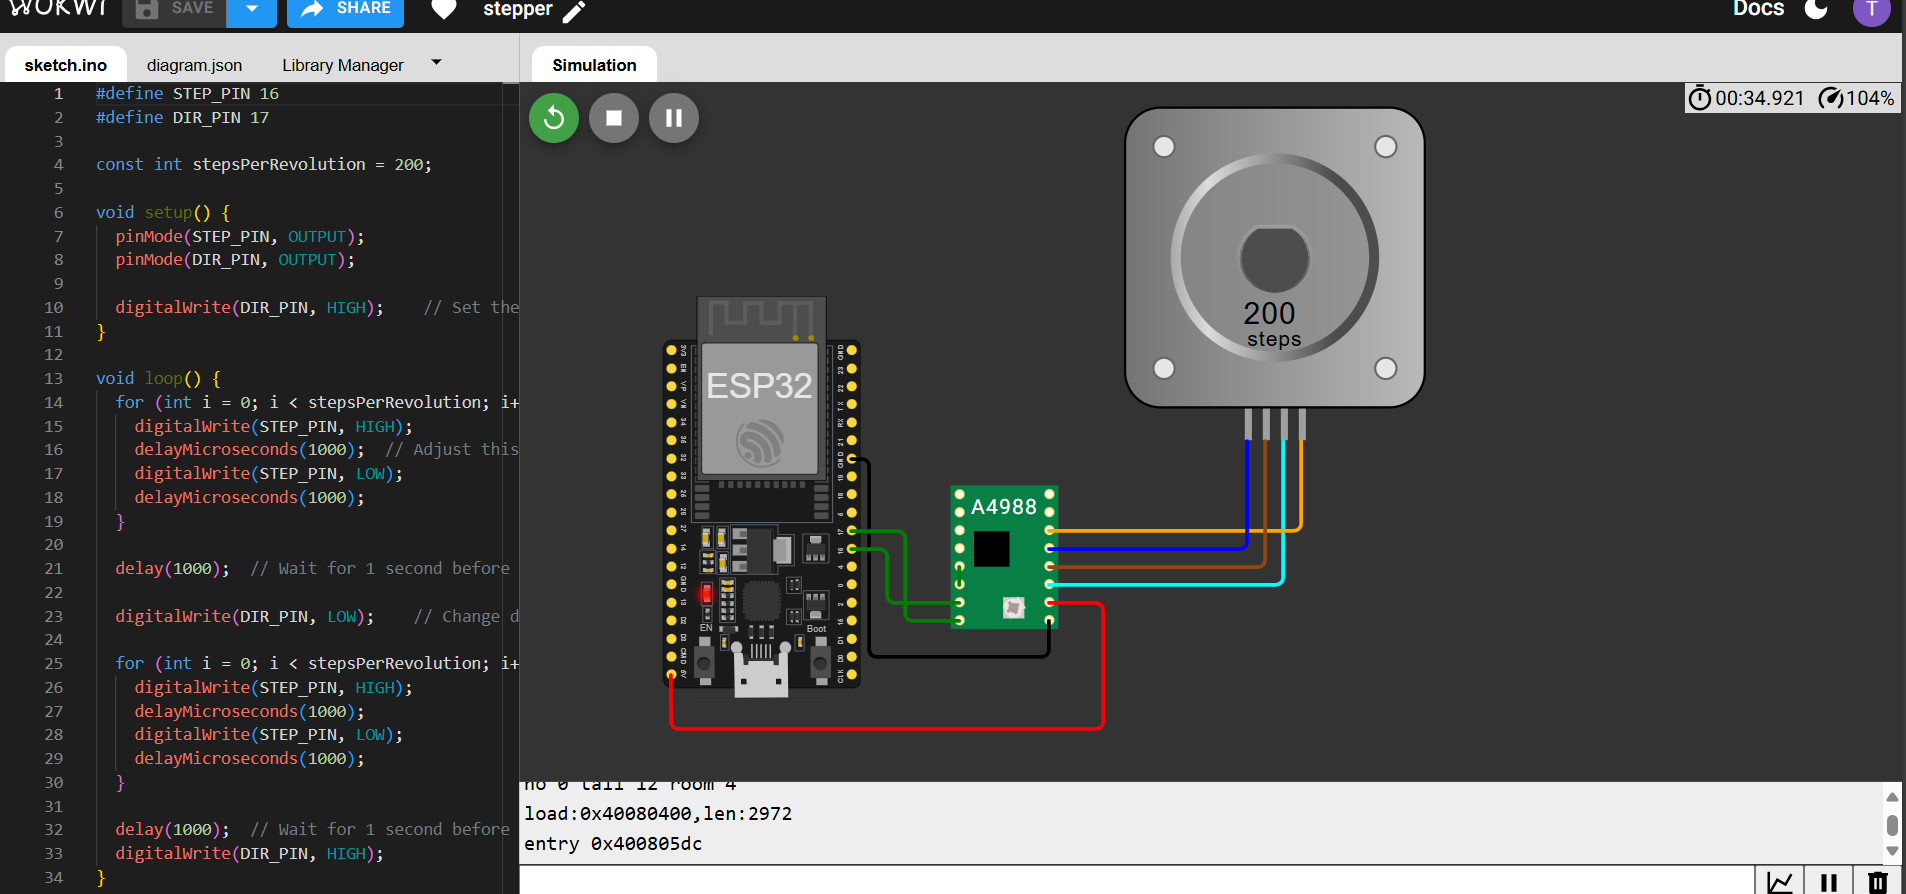 WOKWI SAVE SHARE stepper Docs T
sketch.ino diagram.json Library Manager
Simulation
1 #define STEP_PIN 16
2 #define DIR_PIN 17
3
4 const int stepsPerRevolution = 200;
5
6 void setup() {
7 pinMode(STEP_PIN, OUTPUT);
8 pinMode(DIR_PIN, OUTPUT);
9
10 digitalWrite(DIR_PIN, HIGH); // Set the
11 }
12
13 void loop() {
14 for (int i = 0; i < stepsPerRevolution; i+
15 digitalWrite(STEP_PIN, HIGH);
16 delayMicroseconds(1000); // Adjust this
17 digitalWrite(STEP_PIN, LOW);
18 delayMicroseconds(1000);
19 }
20
21 delay(1000); // Wait for 1 second before
22
23 digitalWrite(DIR_PIN, LOW); // Change d
24
25 for (int i = 0; i < stepsPerRevolution; i+
26 digitalWrite(STEP_PIN, HIGH);
27 delayMicroseconds(1000);
28 digitalWrite(STEP_PIN, LOW);
29 delayMicroseconds(1000);
30 }
31
32 delay(1000); // Wait for 1 second before
33 digitalWrite(DIR_PIN, HIGH);
34 }
00:34.921 104%
200
steps
ESP32
A4988
EN
Boot
ho 0 tail 12 room 4
load:0x40080400,len:2972
entry 0x400805dc